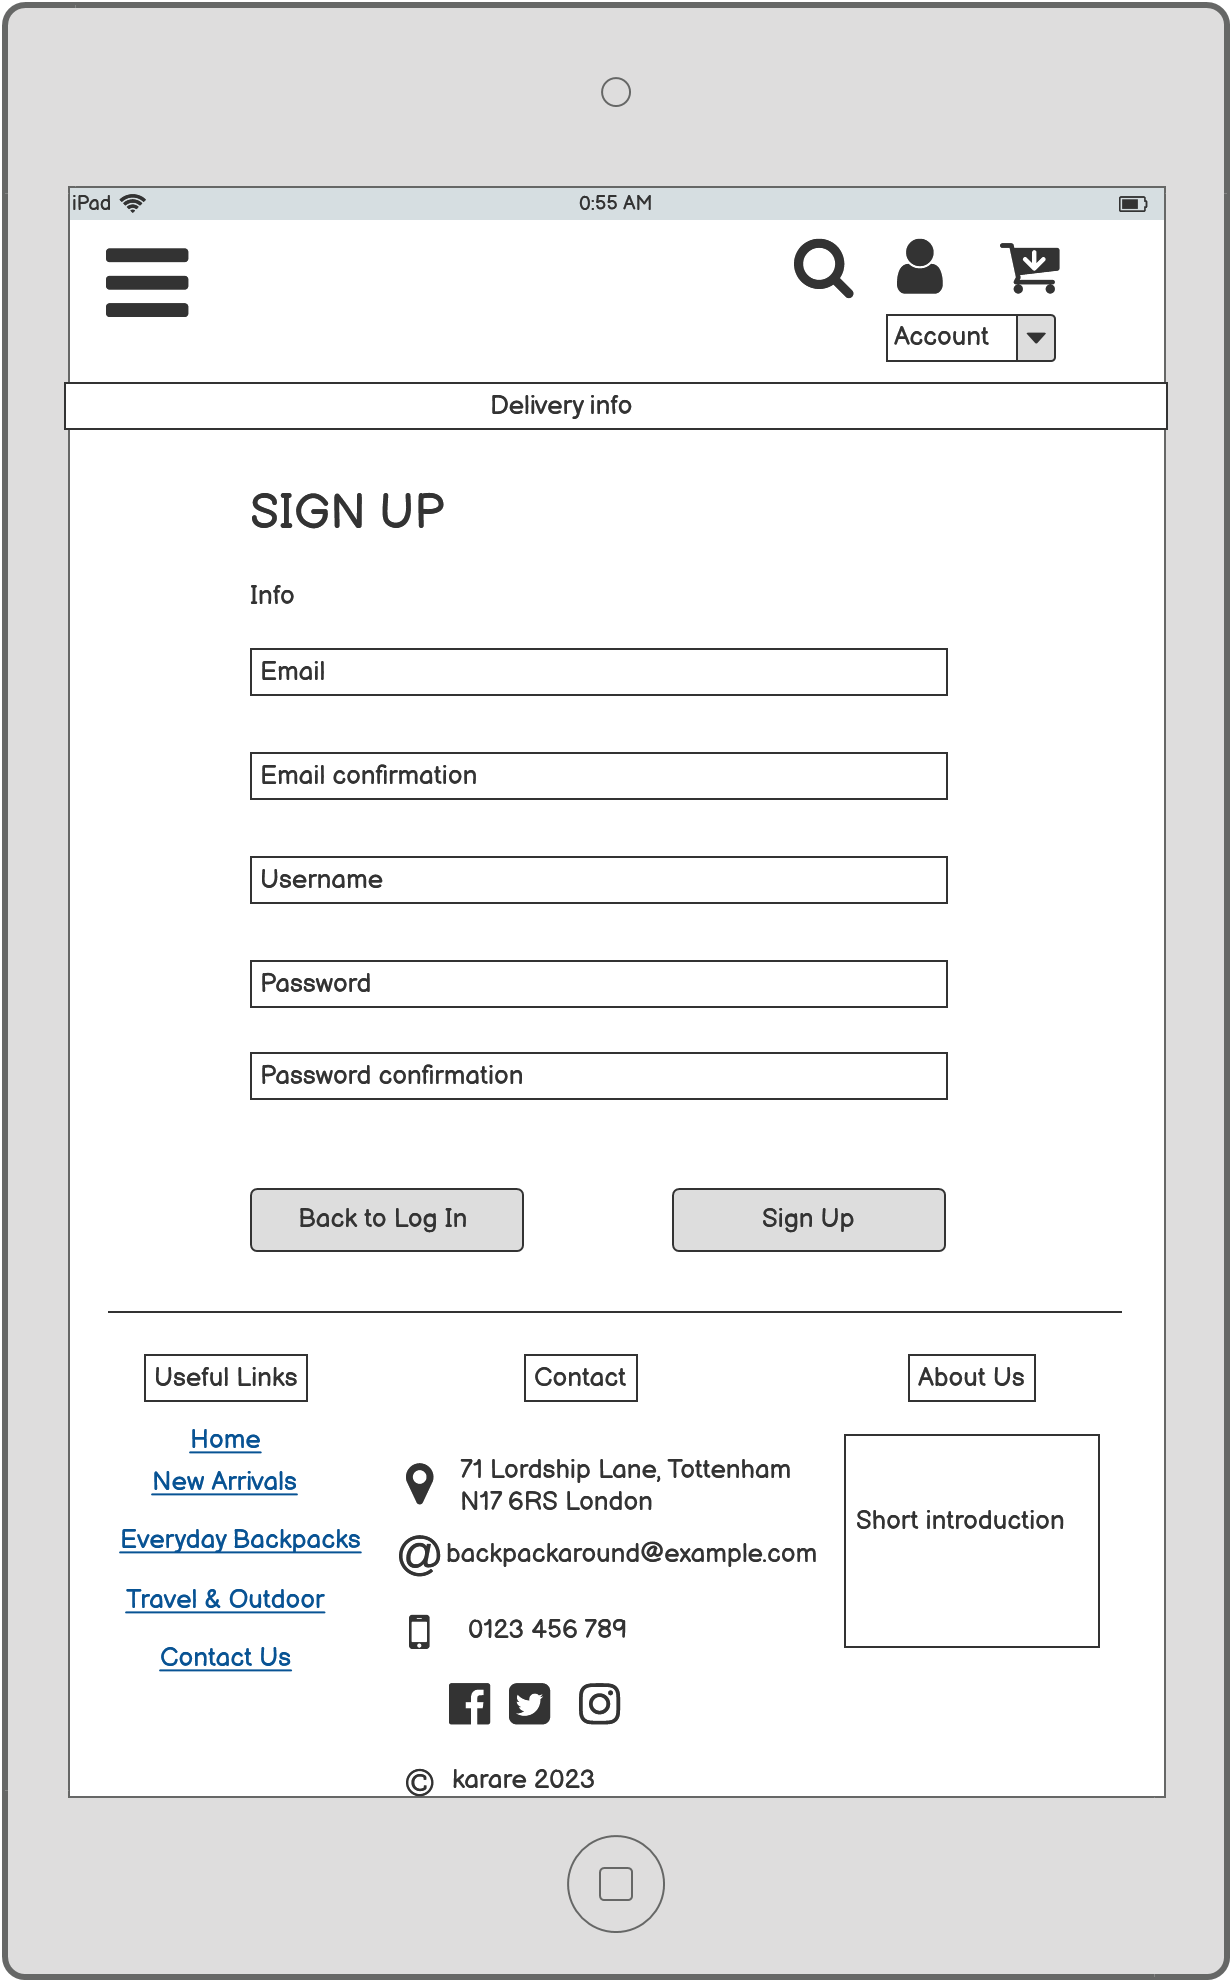 iPad 0:55 AM
Account
Delivery info
SIGN UP
Info
Email
Email confirmation
Username
Password
Password confirmation
Back to Log In
Sign Up
Useful Links
Home
New Arrivals
Everyday Backpacks
Travel & Outdoor
Contact Us
Contact
71 Lordship Lane, Tottenham
N17 6RS London
@ backpackaround@example.com
0123 456 789
© karare 2023
About Us
Short introduction